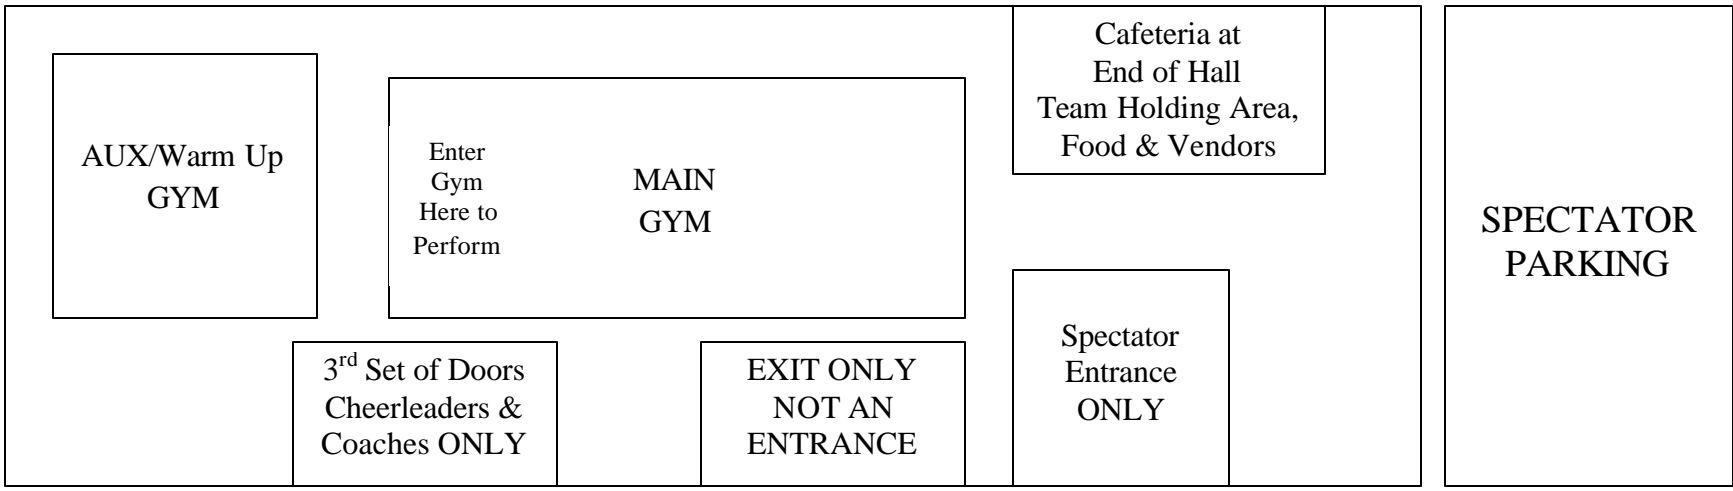 AUX/Warm Up
GYM
Enter
Gym
Here to
Perform
MAIN
GYM
Cafeteria at
End of Hall
Team Holding Area,
Food & Vendors
SPECTATOR
PARKING
3rd Set of Doors
Cheerleaders &
Coaches ONLY
EXIT ONLY
NOT AN
ENTRANCE
Spectator
Entrance
ONLY